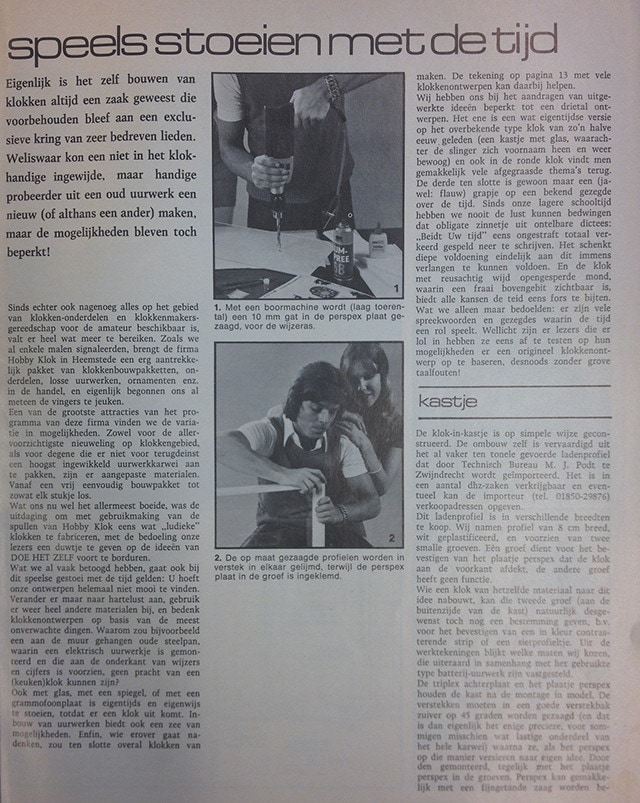 speels stoeien met de tijd
Eigenlijk is het zelf bouwen van
klokken altijd een zaak geweest die
voorbehouden bleef aan een exclu-
sieve kring van zeer bedreven lieden.
Weliswaar kon een niet in het klok-
handige ingewijde, maar handige
probeerder uit een oud uurwerk een
nieuw (of althans een ander) maken,
maar de mogelijkheden bleven toch
beperkt!
Sinds echter ook nagenoeg alles op het gebied
van klokken-onderdelen en klokkenmakers-
gereedschap voor de amateur beschikbaar is,
valt er heel wat meer te bereiken. Zoals we
al enkele malen signaleerden, brengt de firma
Hobby Klok in Heemstede een erg aantrekke-
lijk pakket van klokkenbouwpakketten, on-
derdelen, losse uurwerken, ornamenten enz.
in de handel, en eigenlijk begonnen ons al
meteen de vingers te jeuken.
Een van de grootste attracties van het pro-
gramma van deze firma vinden we de varia-
tie in mogelijkheden. Zowel voor de aller-
voorzichtigste nieuweling op klokkengebied,
als voor degene die er niet voor terugdeinst
een hoogst ingewikkeld uurwerkkarwei aan
te pakken, zijn er aangepaste materialen.
Vanaf een vrij eenvoudig bouwpakket tot
zowat elk stukje los.
Wat ons nu wel het allermeest boeide, was de
uitdaging om met gebruikmaking van de
spullen van Hobby Klok eens wat „ludieke"
klokken te fabriceren, met de bedoeling onze
lezers een duwtje te geven op de ideeën van
DOE HET ZELF voort te borduren.
Wat we al vaak betoogd hebben, gaat ook bij
dit speelse gestoei met de tijd gelden: U hoeft
onze ontwerpen helemaal niet mooi te vinden.
Verander er maar naar hartelust aan, gebruik
er weer heel andere materialen bij, en bedenk
klokkenontwerpen op basis van de meest
onverwachte dingen. Waarom zou bijvoorbeeld
een aan de muur gehangen oude steelpan,
waarin een elektrisch uurwerkje is gemon-
teerd en die aan de onderkant van wijzers
en cijfers is voorzien, geen pracht van een
(keuken)klok kunnen zijn?
Ook met glas, met een spiegel, of met een
grammofoonplaat is eigentijds en eigenwijs
te stoeien, totdat er een klok uit komt. In-
bouw van uurwerken biedt ook een zee van
mogelijkheden. Enfin, wie erover gaat na-
denken, zou ten slotte overal klokken van
UM-
FREE
88
1
1. Met een boormachine wordt (laag toeren-
tal) een 10 mm gat in de perspex plaat ge-
zaagd, voor de wijzeras.
2
2. De op maat gezaagde profielen worden in
verstek in elkaar gelijmd, terwijl de perspex
plaat in de groef is ingeklemd.
maken. De tekening op pagina 13 met vele
klokkenontwerpen kan daarbij helpen.
Wij hebben ons bij het aandragen van uitge-
werkte ideeën beperkt tot een drietal ont-
werpen. Het ene is wat eigentijdse versie
op het overbekende type klok van zo'n halve
eeuw geleden (een kastje met glas, waarach-
ter de slinger zich voornaam heen en weer
bewoog) en ook in de ronde klok vindt men
gemakkelijk vele afgegraasde thema's terug.
De derde ten slotte is gewoon maar een (ja-
wel: flauw) grapje op een bekend gezegde
over de tijd. Sinds onze lagere schooltijd
hebben we nooit de lust kunnen bedwingen
dat obligate zinnetje uit ontelbare dictees:
„Beidt Uw tijd" eens ongestraft totaal ver-
keerd gespeld neer te schrijven. Het schenkt
diepe voldoening eindelijk aan dit immens
verlangen te kunnen voldoen. En de klok
met reusachtig wijd opengesperde mond,
waarin een fraai bovengebit zichtbaar is,
biedt alle kansen de teid eens fors te bijten.
Wat we alleen maar bedoelden: er zijn vele
spreekwoorden en gezegdes waarin de tijd
een rol speelt. Wellicht zijn er lezers die er
lol in hebben ze eens af te testen op hun
mogelijkheden er een origineel klokkenont-
werp op te baseren, desnoods zonder grove
taalfouten!
kastje
De klok-in-kastje is op simpele wijze gecon-
strueerd. De ombouw zelf is vervaardigd uit
het al vaker ten tonele gevoerde ladenprofiel
dat door Technisch Bureau M. J. Podt te
Zwijndrecht wordt geïmporteerd. Het is in
een aantal dhz-zaken verkrijgbaar en even-
tueel kan de importeur (tel. 01850-29876)
verkoopadressen opgeven.
Dit ladenprofiel is in verschillende breedten
te koop. Wij namen profiel van 8 cm breed,
wit geplastificeerd, en voorzien van twee
smalle groeven. Eén groef dient voor het be-
vestigen van het plaatje perspex dat de klok
aan de voorkant afdekt, de andere groef
heeft geen functie.
Wie een klok van hetzelfde materiaal naar dit
idee nabouwt, kan die tweede groef (aan de
buitenzijde van de kast) natuurlijk desge-
wenst toch nog een bestemming geven, b.v.
voor het bevestigen van een in kleur contras-
terende strip of een sierprofieltje. Uit de
werktekeningen blijkt welke maten wij kozen,
die uiteraard in samenhang met het gebruikte
type batterij-uurwerk zijn vastgesteld.
De triplex achterplaat en het plaatje perspex
houden de kast na de montage in model. De
verstekken moeten in een goede verstekbak
zuiver op 45 graden worden gezaagd (en dat
is dan eigenlijk het enige precieze, voor som-
migen misschien wat lastige onderdeel van
het hele karwei) waarna ze, als het perspex
op die manier versieren naar eigen idee. Door
den gemonteerd, tegelijk met het plaatje
perspex in de groeven. Perspex kan gemakke-
lijk met een fijngetande zaag worden be-